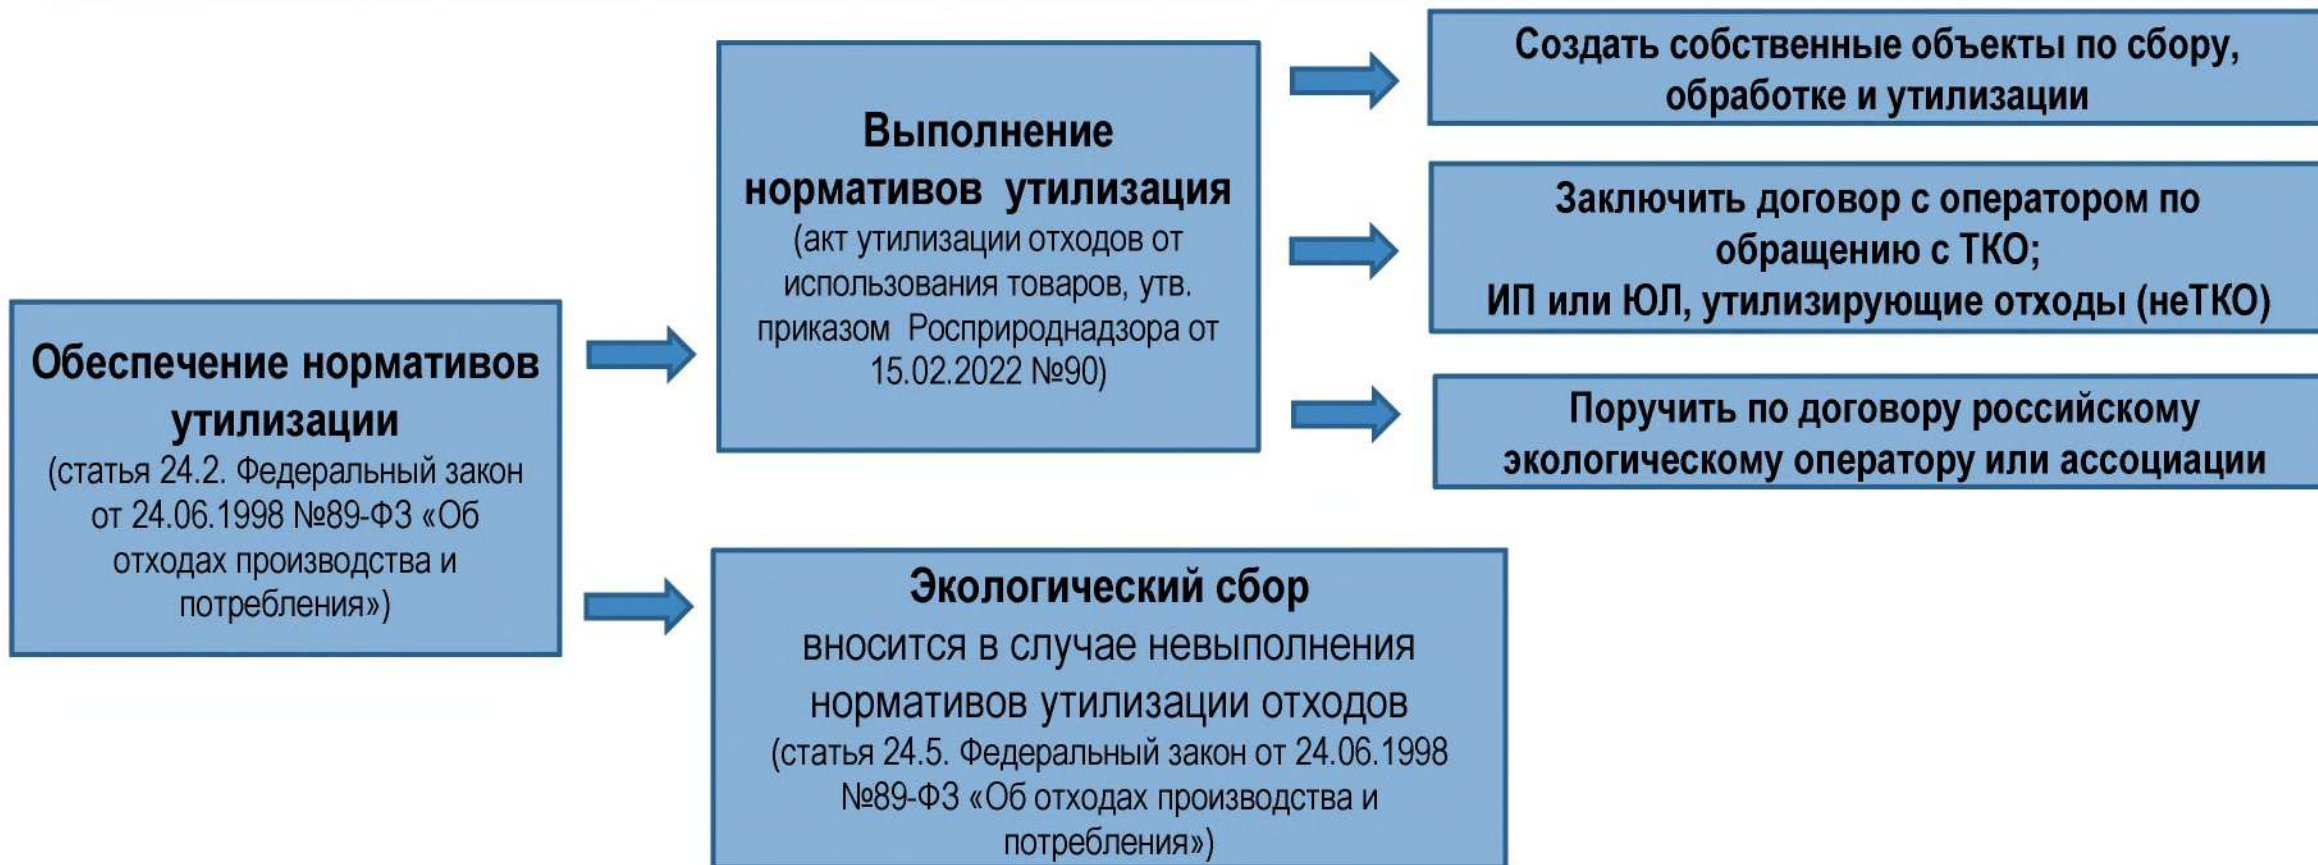 Обеспечение нормативов
утилизации
(статья 24.2. Федеральный закон
от 24.06.1998 №89-ФЗ «Об
отходах производства и
потребления»)
Выполнение
нормативов утилизация
(акт утилизации отходов от
использования товаров, утв.
приказом Росприроднадзора от
15.02.2022 №90)
Создать собственные объекты по сбору,
обработке и утилизации
Заключить договор с оператором по
обращению с ТКО;
ИП или ЮЛ, утилизирующие отходы (неТКО)
Поручить по договору российскому
экологическому оператору или ассоциации
Экологический сбор
вносится в случае невыполнения
нормативов утилизации отходов
(статья 24.5. Федеральный закон от 24.06.1998
№89-ФЗ «Об отходах производства и
потребления»)